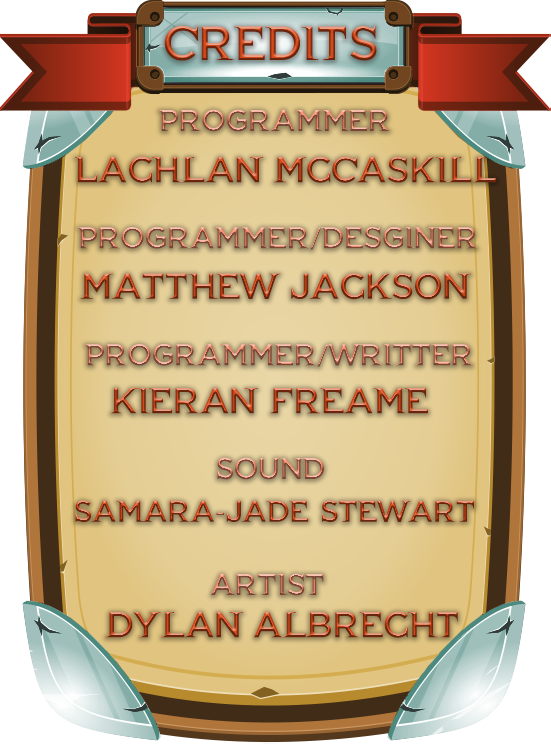 CREDITS
PROGRAMMER
LACHLAN MCCASKILL
PROGRAMMER/DESGINER
MATTHEW JACKSON
PROGRAMMER/WRITTER
KIERAN FREAME
SOUND
SAMARA-JADE STEWART
ARTIST
DYLAN ALBRECHT